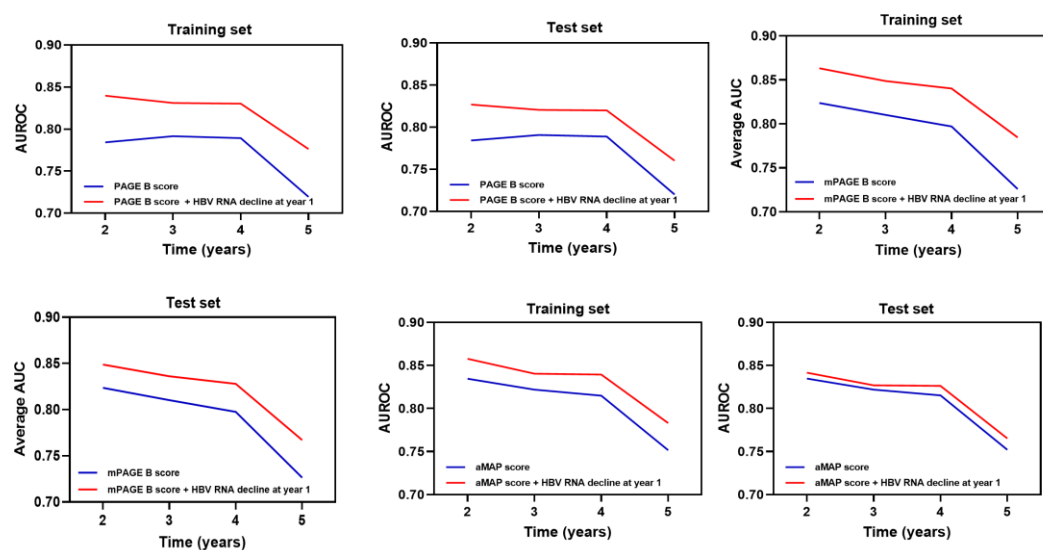 Training set
0.90
0.85
0.80
0.75
0.70
AUROC
PAGE B score
PAGE B score + HBV RNA decline at year 1
2 3 4 5
Time (years)
Test set
0.90
0.85
0.80
0.75
0.70
AUROC
PAGE B score
PAGE B score + HBV RNA decline at year 1
2 3 4 5
Time (years)
Training set
0.90
0.85
0.80
0.75
0.70
Average AUC
mPAGE B score
mPAGE B score + HBV RNA decline at year 1
2 3 4 5
Time (years)
Test set
0.90
0.85
0.80
0.75
0.70
Average AUC
mPAGE B score
mPAGE B score + HBV RNA decline at year 1
2 3 4 5
Time (years)
Training set
0.90
0.85
0.80
0.75
0.70
AUROC
aMAP score
aMAP score + HBV RNA decline at year 1
2 3 4 5
Time (years)
Test set
0.90
0.85
0.80
0.75
0.70
AUROC
aMAP score
aMAP score + HBV RNA decline at year 1
2 3 4 5
Time (years)